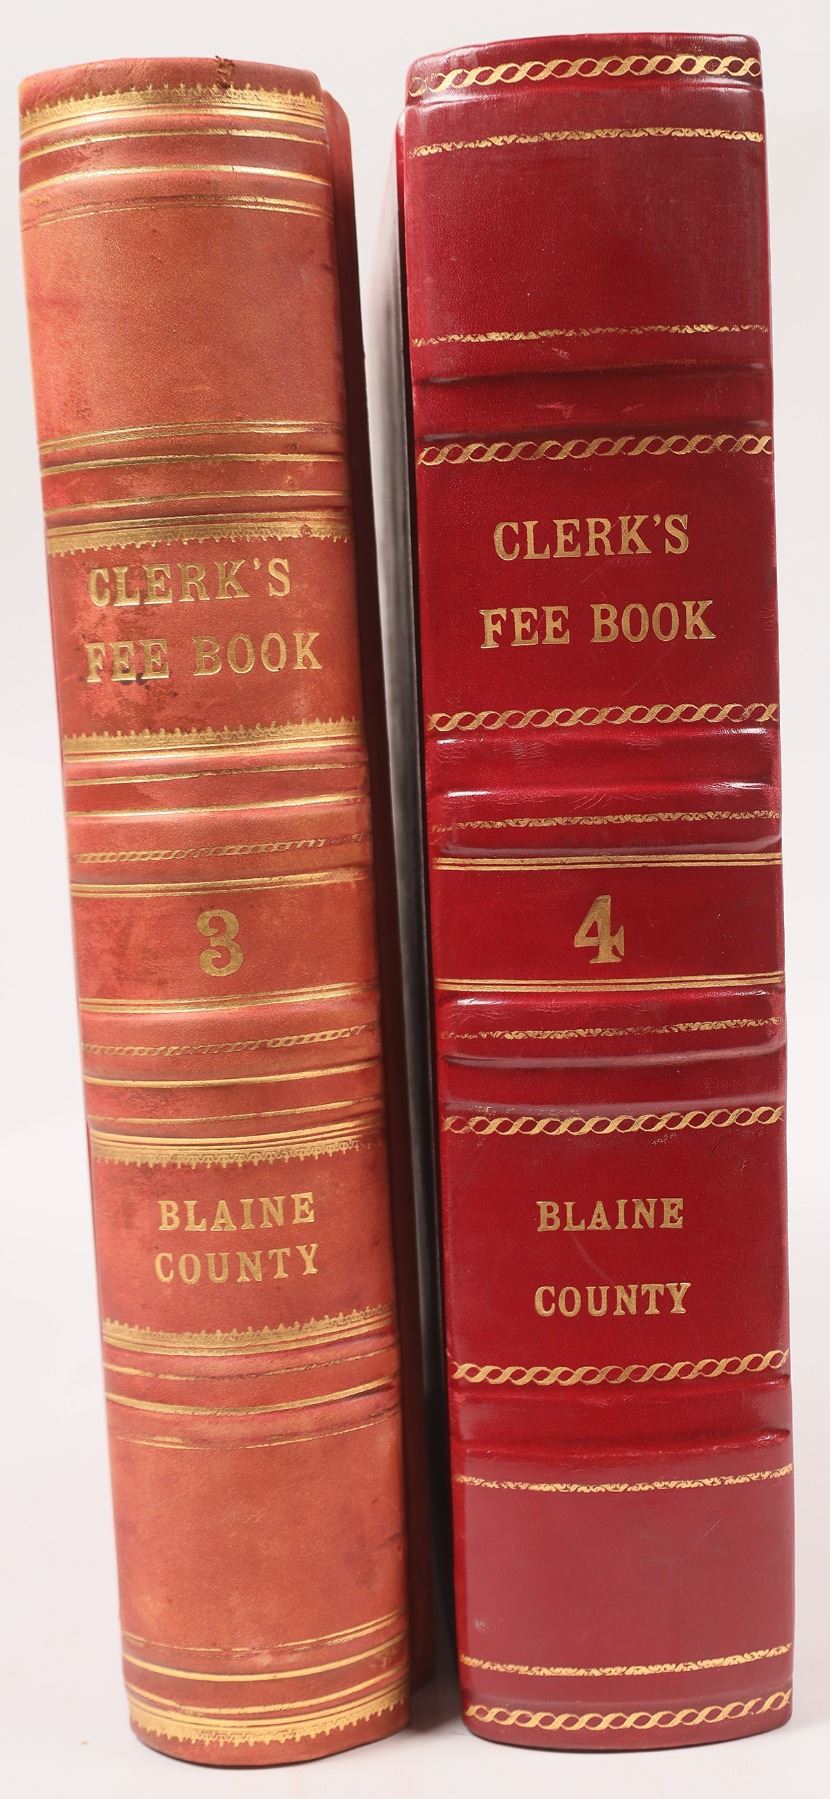 CLERK'S
FEE BOOK
3
BLAINE
COUNTY
CLERK'S
FEE BOOK
4
BLAINE
COUNTY